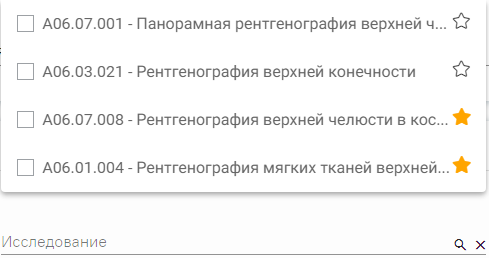 A06.07.001 - Панорамная рентгенография верхней ч...
A06.03.021 - Рентгенография верхней конечности
A06.07.008 - Рентгенография верхней челюсти в кос...
A06.01.004 - Рентгенография мягких тканей верхней...
Исследование